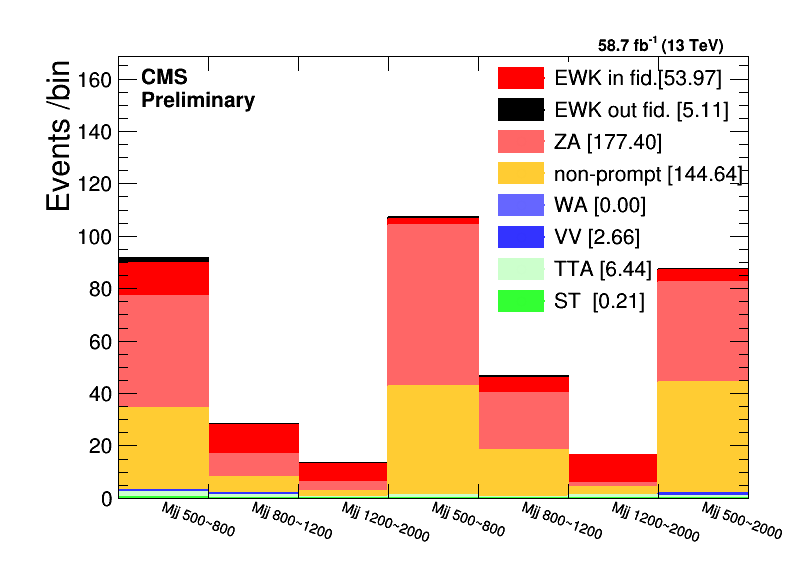 58.7 fb-1 (13 TeV)
Events /bin
CMS
Preliminary
EWK in fid.[53.97]
EWK out fid. [5.11]
ZA [177.40]
non-prompt [144.64]
WA [0.00]
VV [2.66]
TTA [6.44]
ST [0.21]
160
140
120
100
80
60
40
20
0
Mjj 500~800
Mjj 800~1200
Mjj 1200~2000
Mjj 500~800
Mjj 800~1200
Mjj 1200~2000
Mjj 500~2000